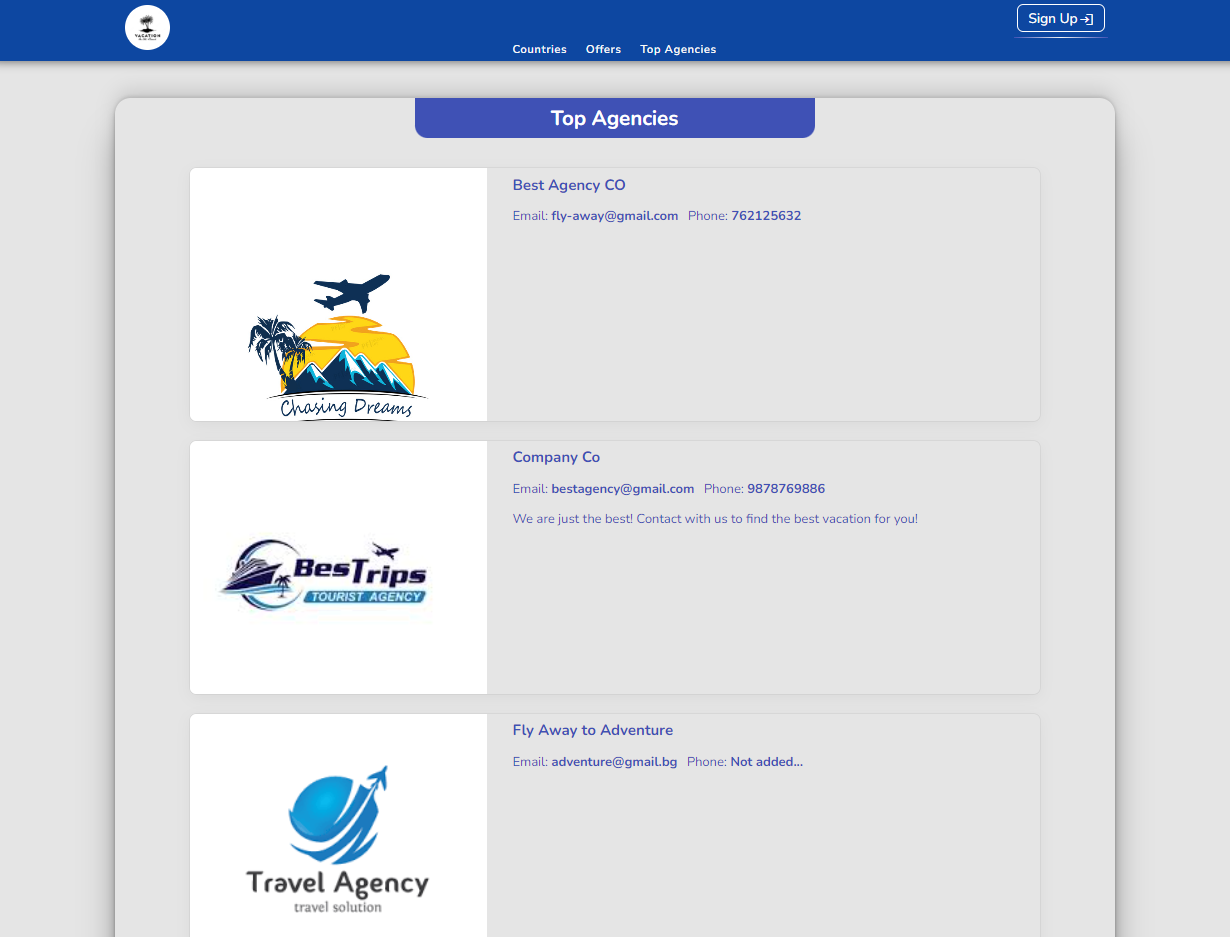 VACATION
Sign Up
Countries Offers Top Agencies
Top Agencies
Best Agency CO
Email: fly-away@gmail.com Phone: 762125632
Chasing Dreams
Company Co
Email: bestagency@gmail.com Phone: 9878769886
We are just the best! Contact with us to find the best vacation for you!
BesTrips
TOURIST AGENCY
Fly Away to Adventure
Email: adventure@gmail.bg Phone: Not added...
Travel Agency
travel solution